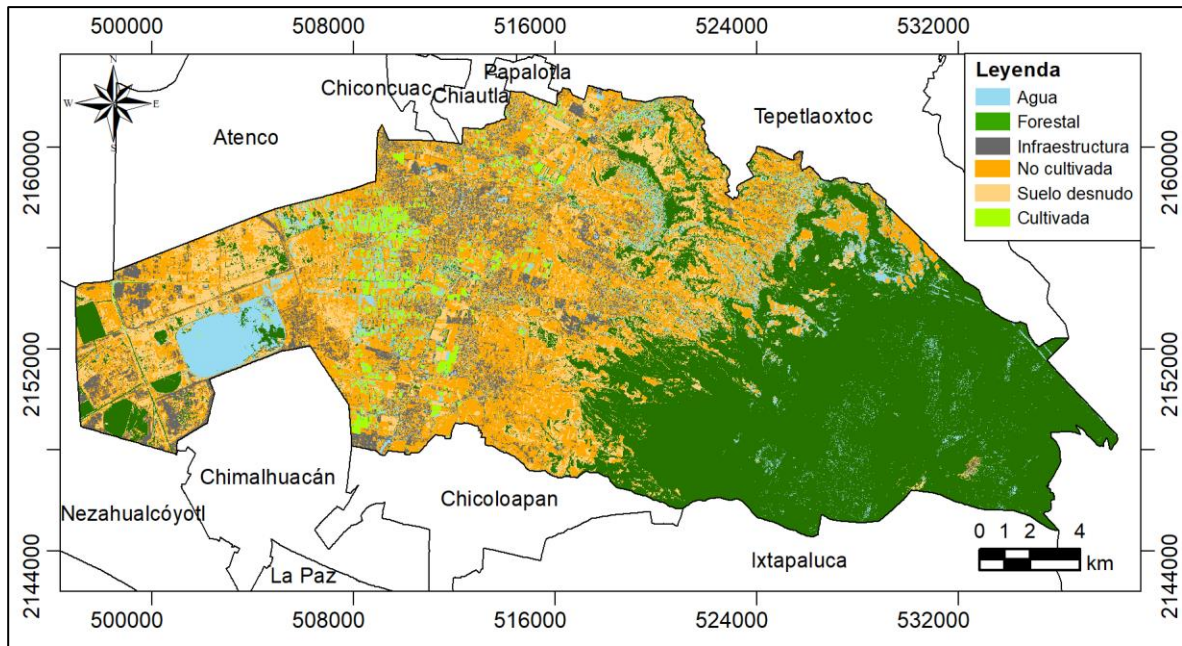 500000 508000 516000 524000 532000
Papalotla
Chiconcuac
Chiautla
Atenco
Tepetlaoxtoc
N
W E
S
Leyenda
Agua
Forestal
Infraestructura
No cultivada
Suelo desnudo
Cultivada
2160000 2160000
2152000 2152000
2144000 2144000
Chimalhuacán
Chicoloapan
Nezahualcóyotl
La Paz
Ixtapaluca
0 1 2 4
km
500000 508000 516000 524000 532000